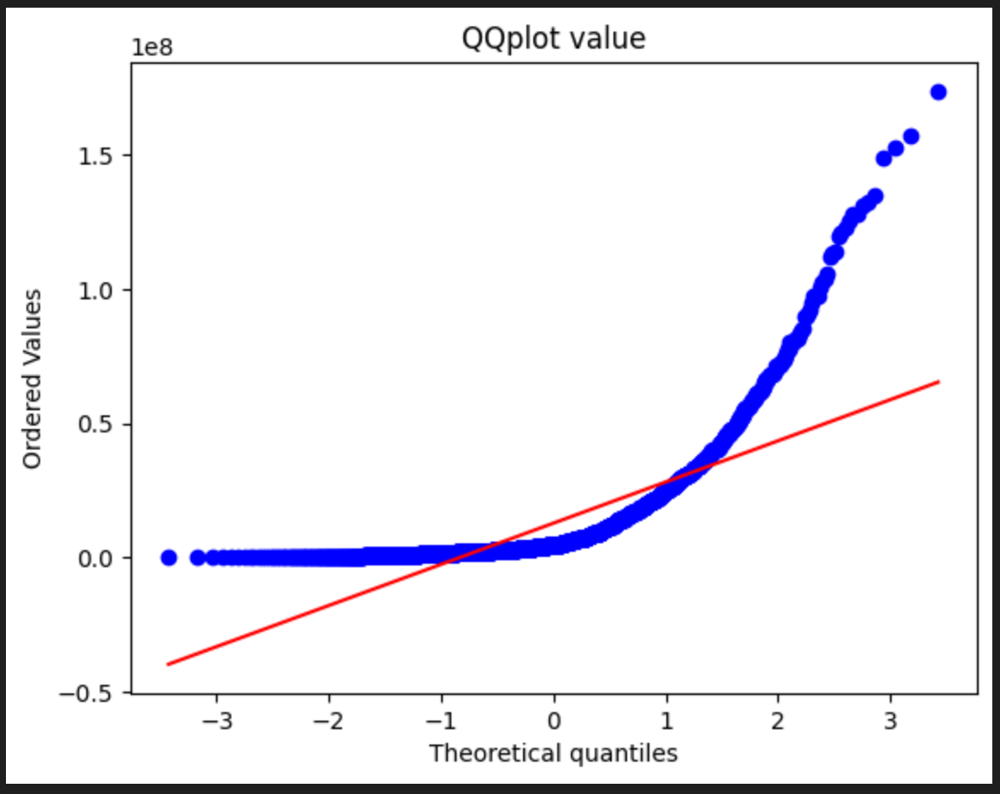 QQplot value
1e8
1.5
1.0
0.5
0.0
−0.5
Ordered Values
−3 −2 −1 0 1 2 3
Theoretical quantiles